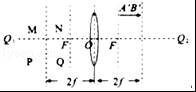 A'B'
M N
Q₁ F O F Q₂
P Q
2f 2f